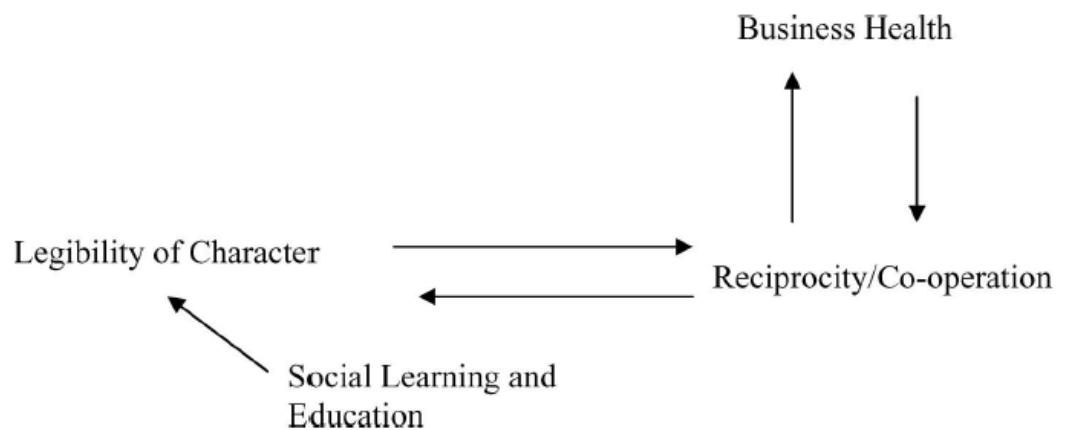 Business Health
Legibility of Character
Reciprocity/Co-operation
Social Learning and
Education